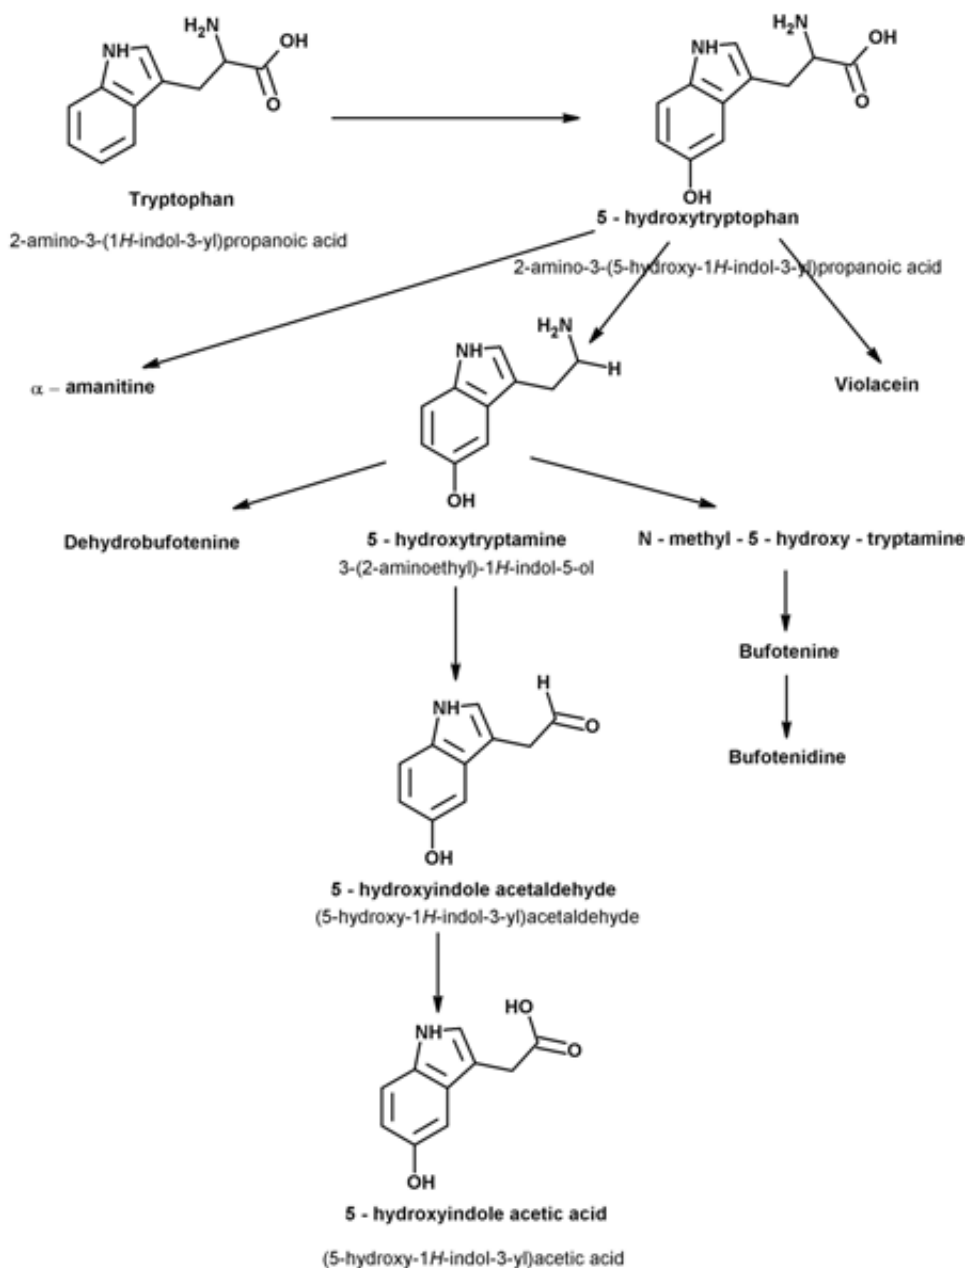 H₂N
OH
NH
O
Tryptophan
2-amino-3-(1H-indol-3-yl)propanoic acid
H₂N
OH
NH
O
OH
5 - hydroxytryptophan
2-amino-3-(5-hydroxy-1H-indol-3-yl)propanoic acid
α – amanitine
H₂N
NH
H
OH
Violacein
Dehydrobufotenine
5 - hydroxytryptamine
3-(2-aminoethyl)-1H-indol-5-ol
N - methyl - 5 - hydroxy - tryptamine
Bufotenine
Bufotenidine
H
NH
O
OH
5 - hydroxyindole acetaldehyde
(5-hydroxy-1H-indol-3-yl)acetaldehyde
HO
NH
O
OH
5 - hydroxyindole acetic acid
(5-hydroxy-1H-indol-3-yl)acetic acid